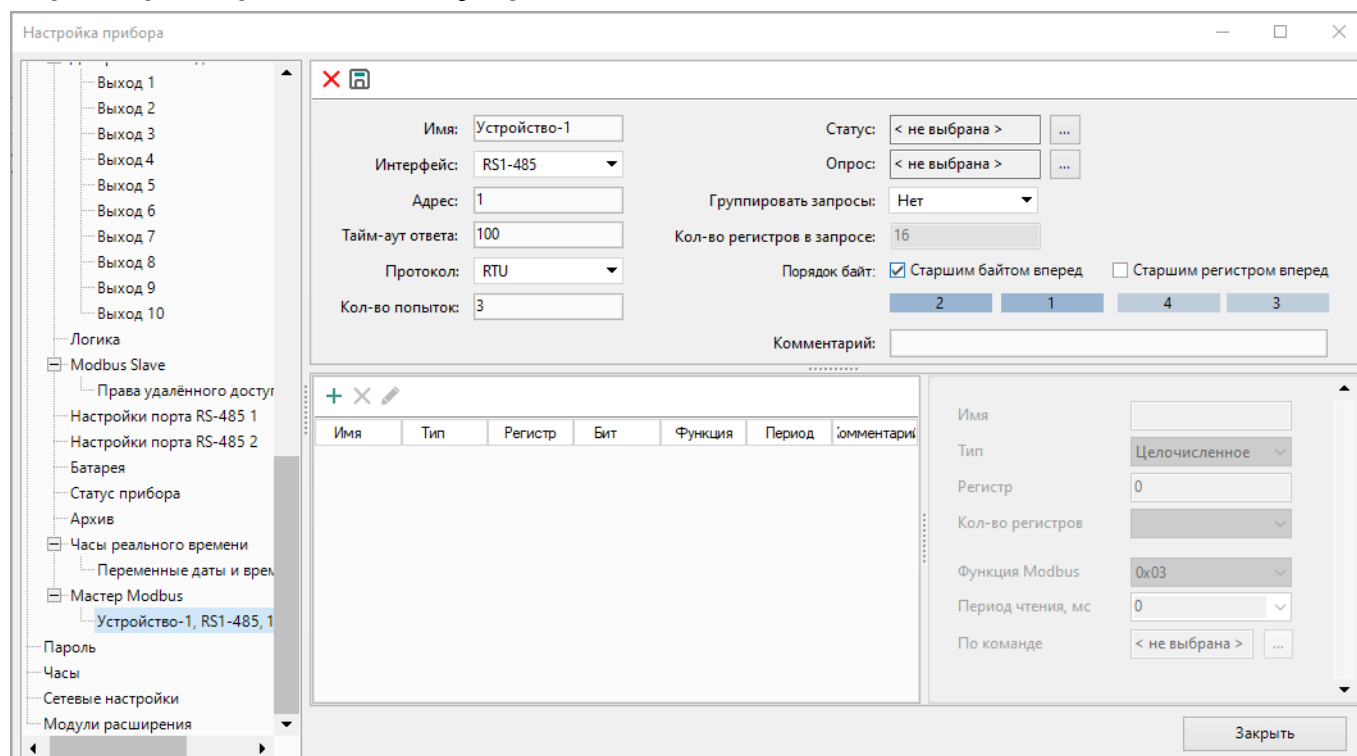 Настройка прибора
Выход 1
Выход 2
Выход 3
Выход 4
Выход 5
Выход 6
Выход 7
Выход 8
Выход 9
Выход 10
Логика
Modbus Slave
Права удалённого доступ
Настройки порта RS-485 1
Настройки порта RS-485 2
Батарея
Статус прибора
Архив
Часы реального времени
Переменные даты и врем
Мастер Modbus
Устройство-1, RS1-485, 1
Пароль
Часы
Сетевые настройки
Модули расширения
Имя: Устройство-1
Интерфейс: RS1-485
Адрес: 1
Тайм-аут ответа: 100
Протокол: RTU
Кол-во попыток: 3
Статус: < не выбрана > ...
Опрос: < не выбрана > ...
Группировать запросы: Нет
Кол-во регистров в запросе: 16
Порядок байт: Старшим байтом вперед Старшим регистром вперед
2 1 4 3
Комментарий:
Имя Тип Регистр Бит Функция Период Комментарий
Имя
Тип Целочисленное
Регистр 0
Кол-во регистров
Функция Modbus 0x03
Период чтения, мс 0
По команде < не выбрана > ...
Закрыть